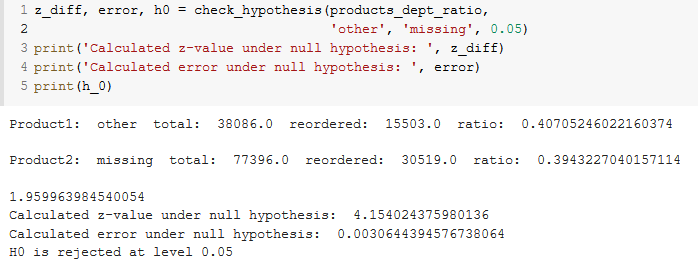 1 z_diff, error, h0 = check_hypothesis(products_dept_ratio,
2 'other', 'missing', 0.05)
3 print('Calculated z-value under null hypothesis: ', z_diff)
4 print('Calculated error under null hypothesis: ', error)
5 print(h_0)
Product1: other total: 38086.0 reordered: 15503.0 ratio: 0.40705246022160374
Product2: missing total: 77396.0 reordered: 30519.0 ratio: 0.3943227040157114
1.959963984540054
Calculated z-value under null hypothesis: 4.154024375980136
Calculated error under null hypothesis: 0.0030644394576738064
H0 is rejected at level 0.05